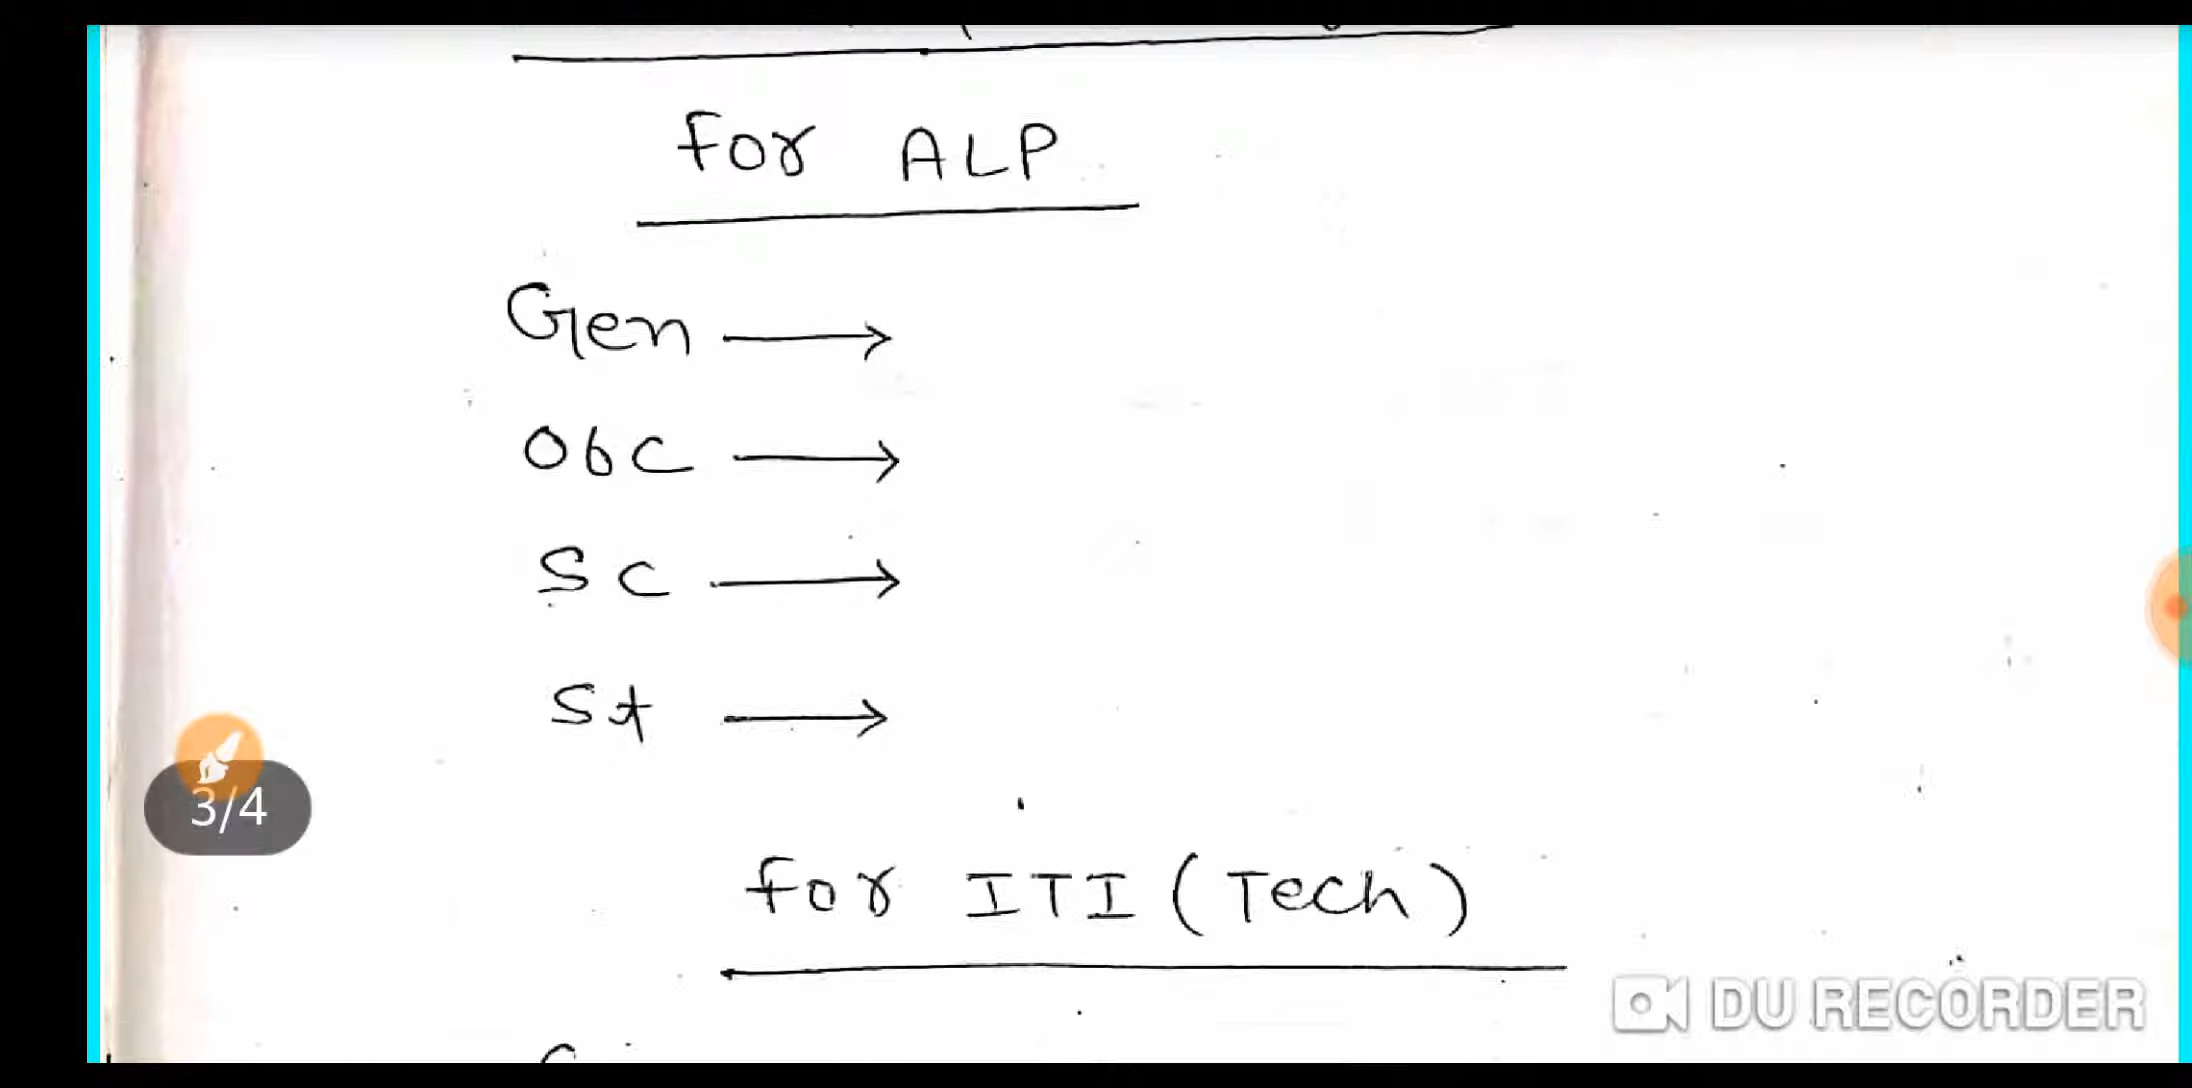 for ALP
Gen →
Obc →
SC →
St →
3/4
for ITI (Tech)
DU RECORDER